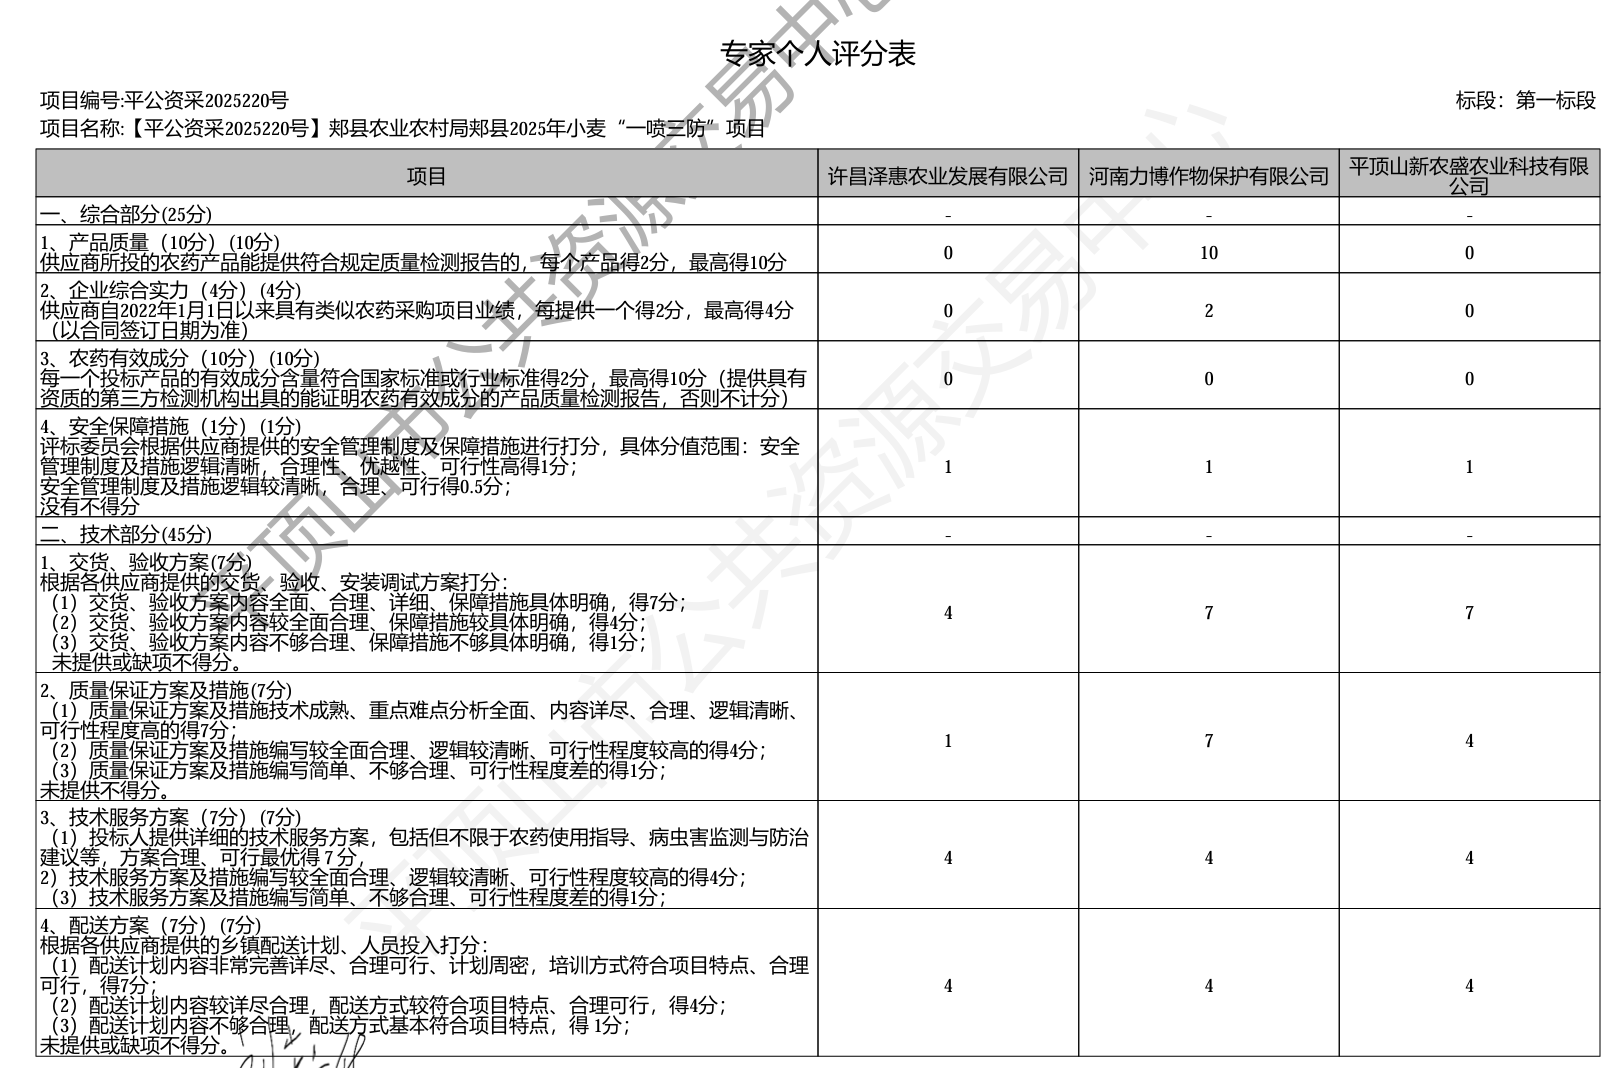 专家个人评分表
项目编号:平公资采2025220号
标段：第一标段
项目名称:【平公资采2025220号】郏县农业农村局郏县2025年小麦“一喷三防”项目
项目 许昌泽惠农业发展有限公司 河南力博作物保护有限公司 平顶山新农盛农业科技有限
公司
一、综合部分(25分) - - -
1、产品质量（10分）(10分)
供应商所投的农药产品能提供符合规定质量检测报告的，每个产品得2分，最高得10分
0 10 0
2、企业综合实力（4分）(4分)
供应商自2022年1月1日以来具有类似农药采购项目业绩，每提供一个得2分，最高得4分
（以合同签订日期为准）
0 2 0
3、农药有效成分（10分）(10分)
每一个投标产品的有效成分含量符合国家标准或行业标准得2分，最高得10分（提供具有
资质的第三方检测机构出具的能证明农药有效成分的产品质量检测报告，否则不计分）
0 0 0
4、安全保障措施（1分）(1分)
评标委员会根据供应商提供的安全管理制度及保障措施进行打分，具体分值范围：安全
管理制度及措施逻辑清晰，合理性、优越性、可行性高得1分；
安全管理制度及措施逻辑较清晰，合理、可行得0.5分；
没有不得分
1 1 1
二、技术部分(45分) - - -
1、交货、验收方案(7分)
根据各供应商提供的交货、验收、安装调试方案打分：
（1）交货、验收方案内容全面、合理、详细、保障措施具体明确，得7分；
（2）交货、验收方案内容较全面合理、保障措施较具体明确，得4分；
（3）交货、验收方案内容不够合理、保障措施不够具体明确，得1分；
未提供或缺项不得分。
4 7 7
2、质量保证方案及措施(7分)
（1）质量保证方案及措施技术成熟、重点难点分析全面、内容详尽、合理、逻辑清晰、
可行性程度高的得7分；
（2）质量保证方案及措施编写较全面合理、逻辑较清晰、可行性程度较高的得4分；
（3）质量保证方案及措施编写简单、不够合理、可行性程度差的得1分；
未提供不得分。
1 7 4
3、技术服务方案（7分）(7分)
（1）投标人提供详细的技术服务方案，包括但不限于农药使用指导、病虫害监测与防治
建议等，方案合理、可行最优得 7 分，
2）技术服务方案及措施编写较全面合理、逻辑较清晰、可行性程度较高的得4分；
（3）技术服务方案及措施编写简单、不够合理、可行性程度差的得1分；
4 4 4
4、配送方案（7分）(7分)
根据各供应商提供的乡镇配送计划、人员投入打分：
（1）配送计划内容非常完善详尽、合理可行、计划周密，培训方式符合项目特点、合理
可行，得7分；
（2）配送计划内容较详尽合理，配送方式较符合项目特点、合理可行，得4分；
（3）配送计划内容不够合理，配送方式基本符合项目特点，得 1分；
未提供或缺项不得分。
4 4 4
平顶山市公共资源交易中心
平顶山市公共资源交易中心